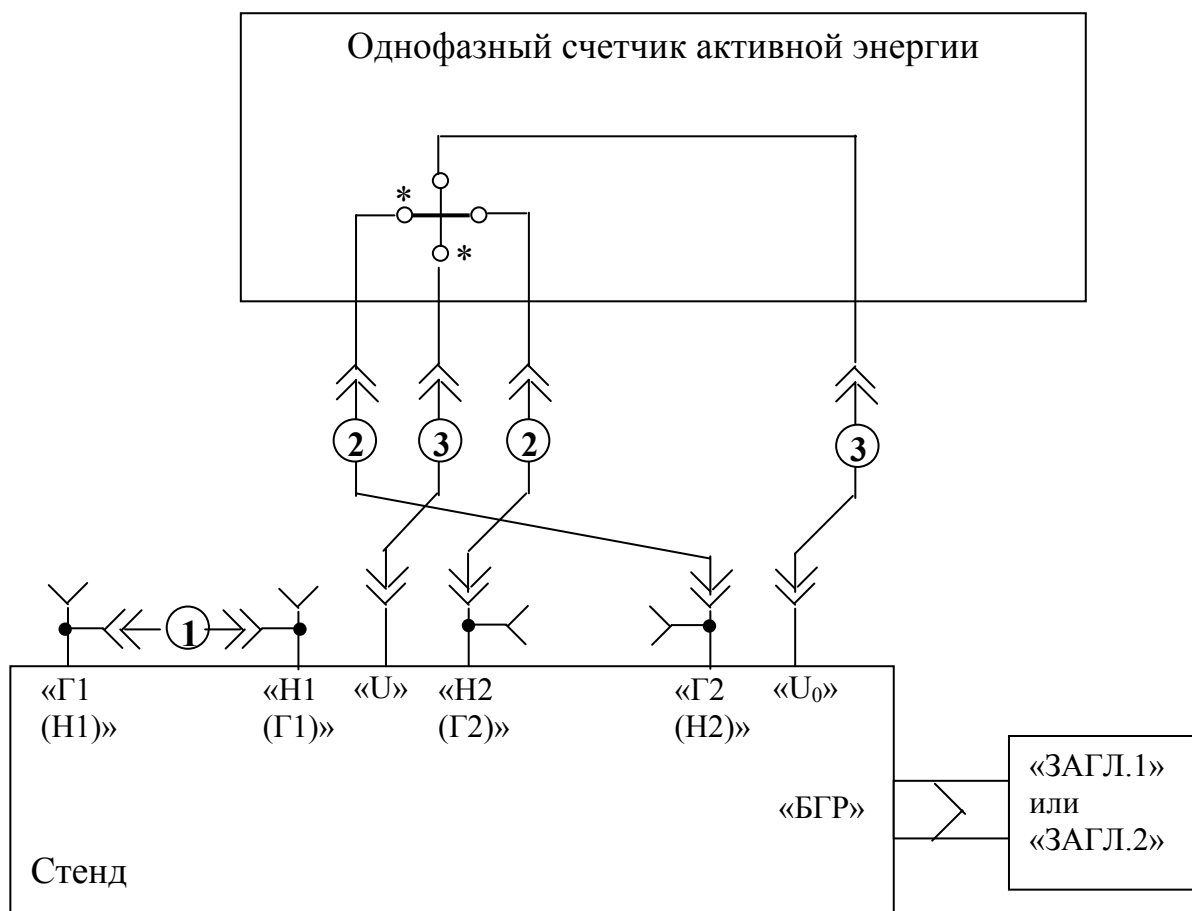 Однофазный счетчик активной энергии
*
*
2
3
2
3
1
«Г1
(Н1)»
«Н1
(Г1)»
«U»
«Н2
(Г2)»
«Г2
(Н2)»
«U₀»
«БГР»
«ЗАГЛ.1»
или
«ЗАГЛ.2»
Стенд